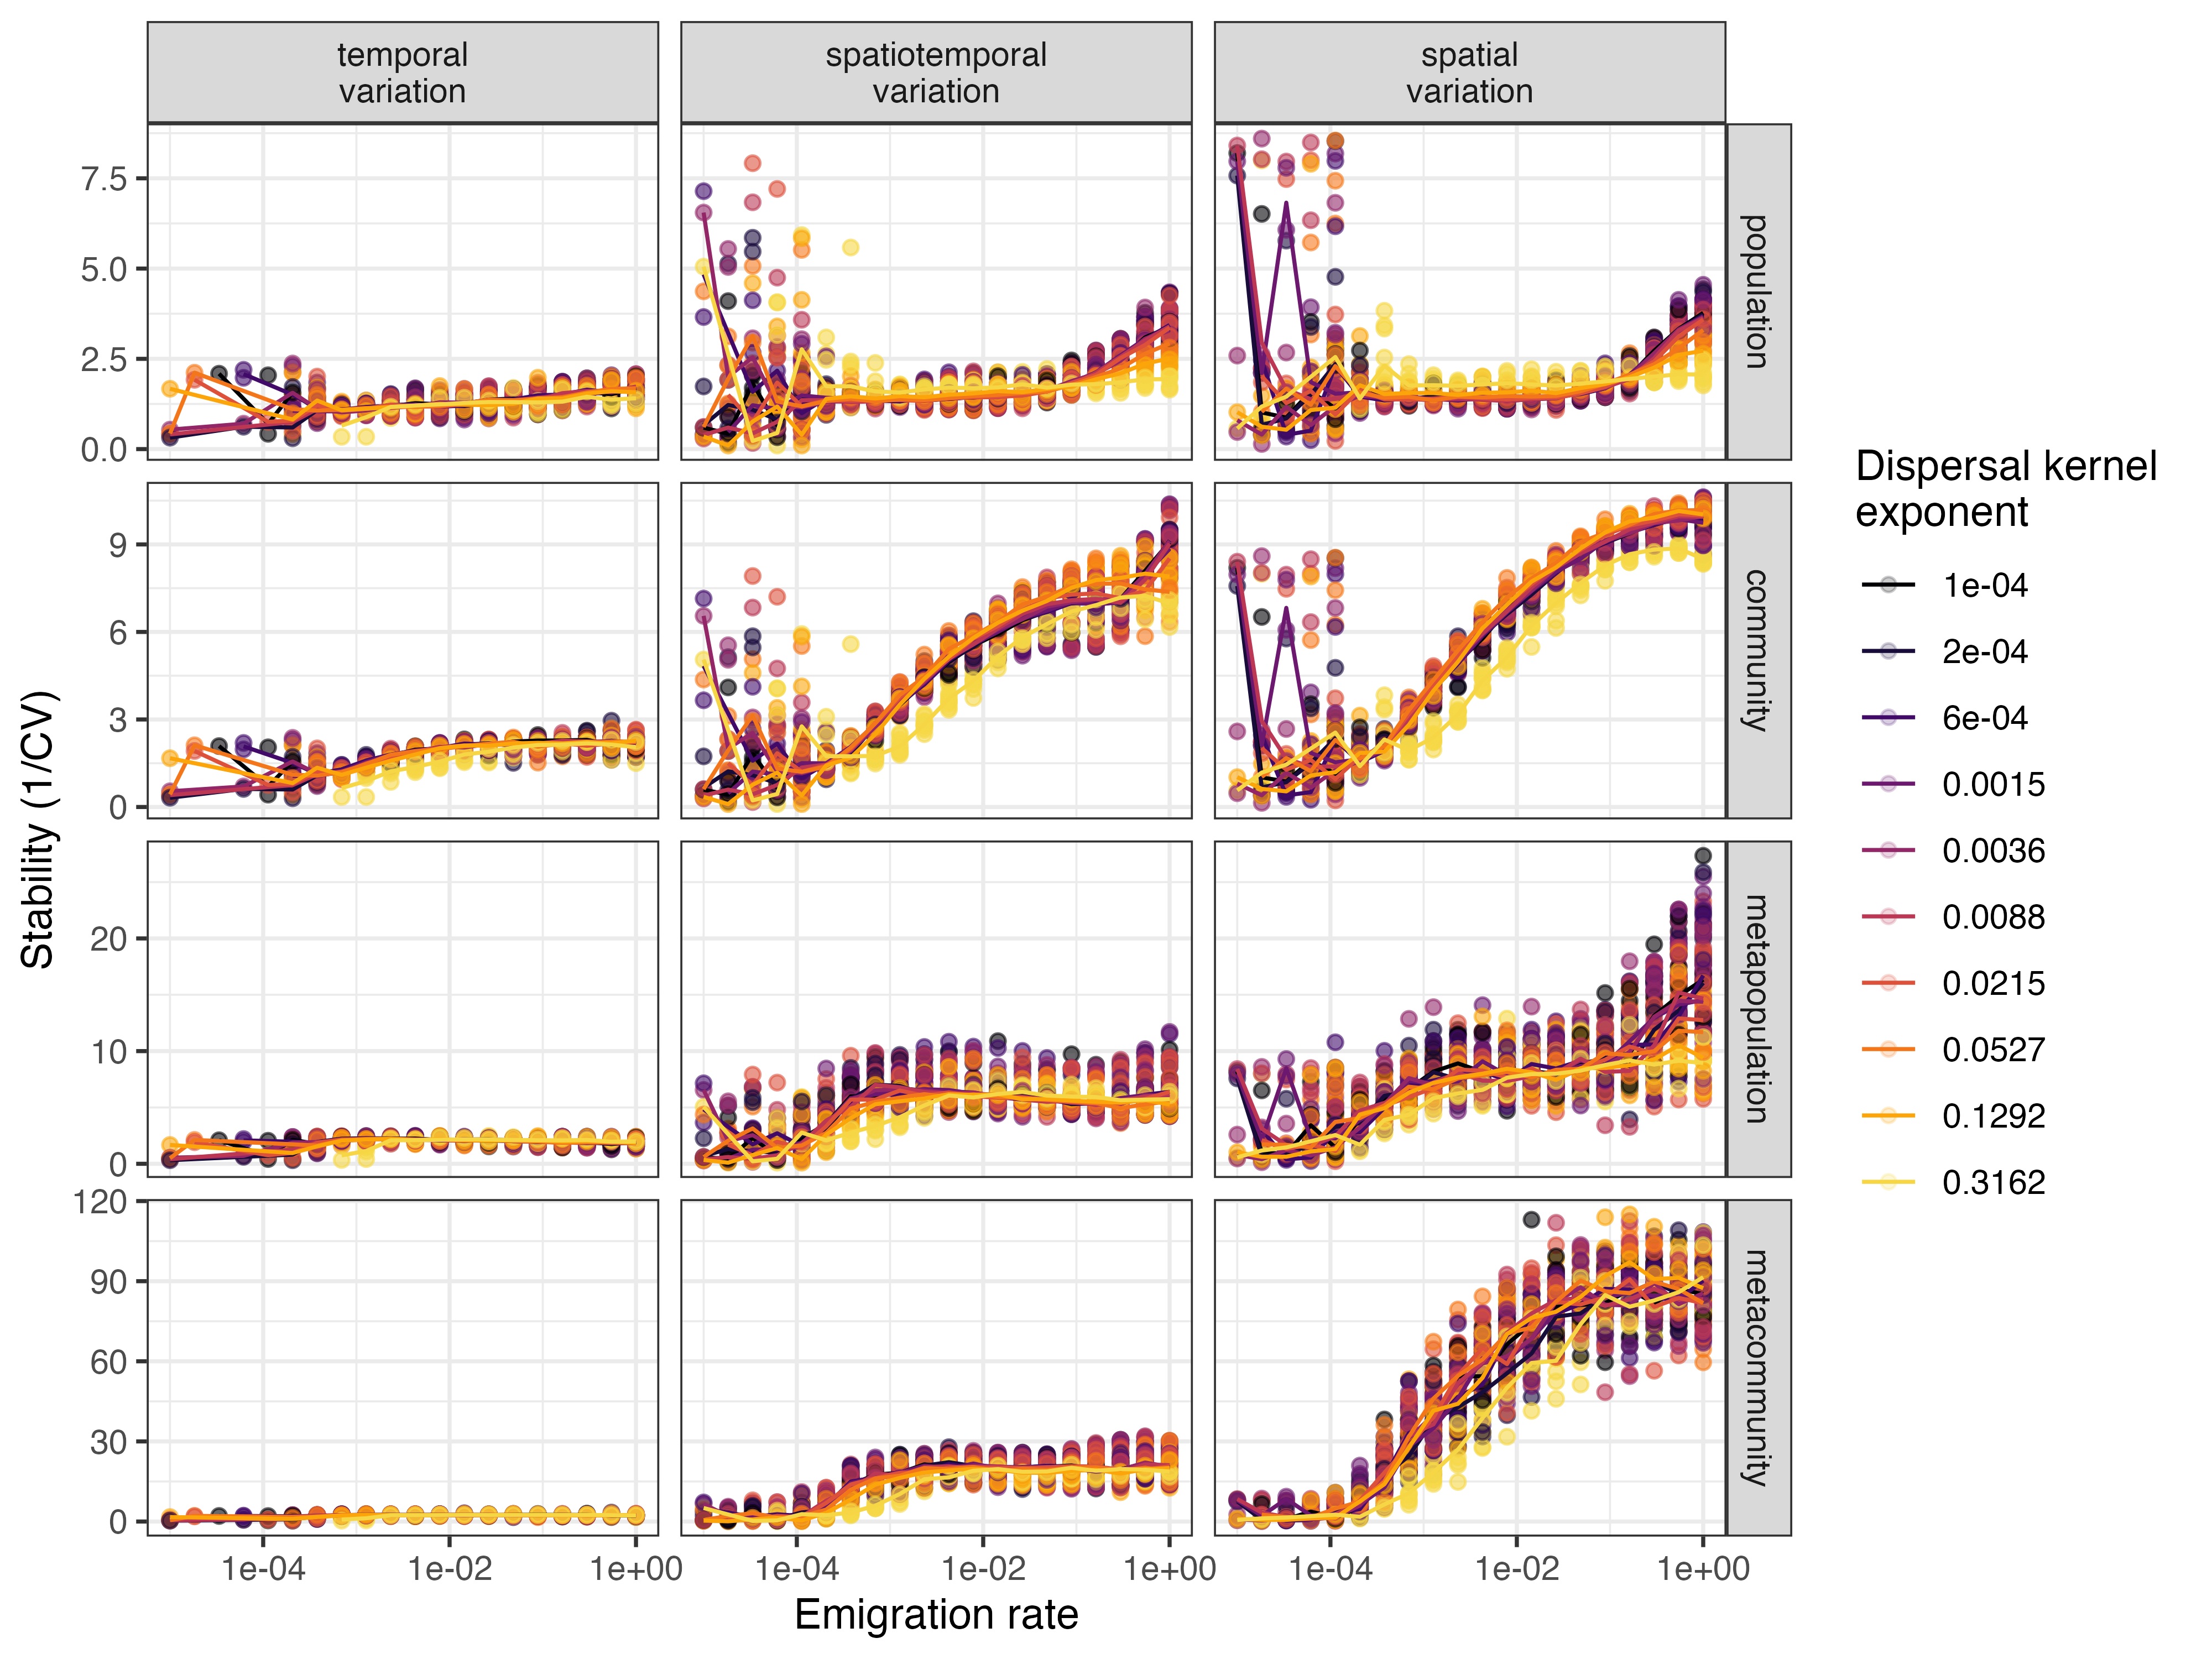 temporal
variation
spatiotemporal
variation
spatial
variation
7.5
5.0
2.5
0.0
population
9
6
3
0
community
20
10
0
metapopulation
120
90
60
30
0
metacommunity
1e-04
1e-02
1e+00
1e-04
1e-02
1e+00
1e-04
1e-02
1e+00
Emigration rate
Stability (1/CV)
Dispersal kernel
exponent
1e-04
2e-04
6e-04
0.0015
0.0036
0.0088
0.0215
0.0527
0.1292
0.3162